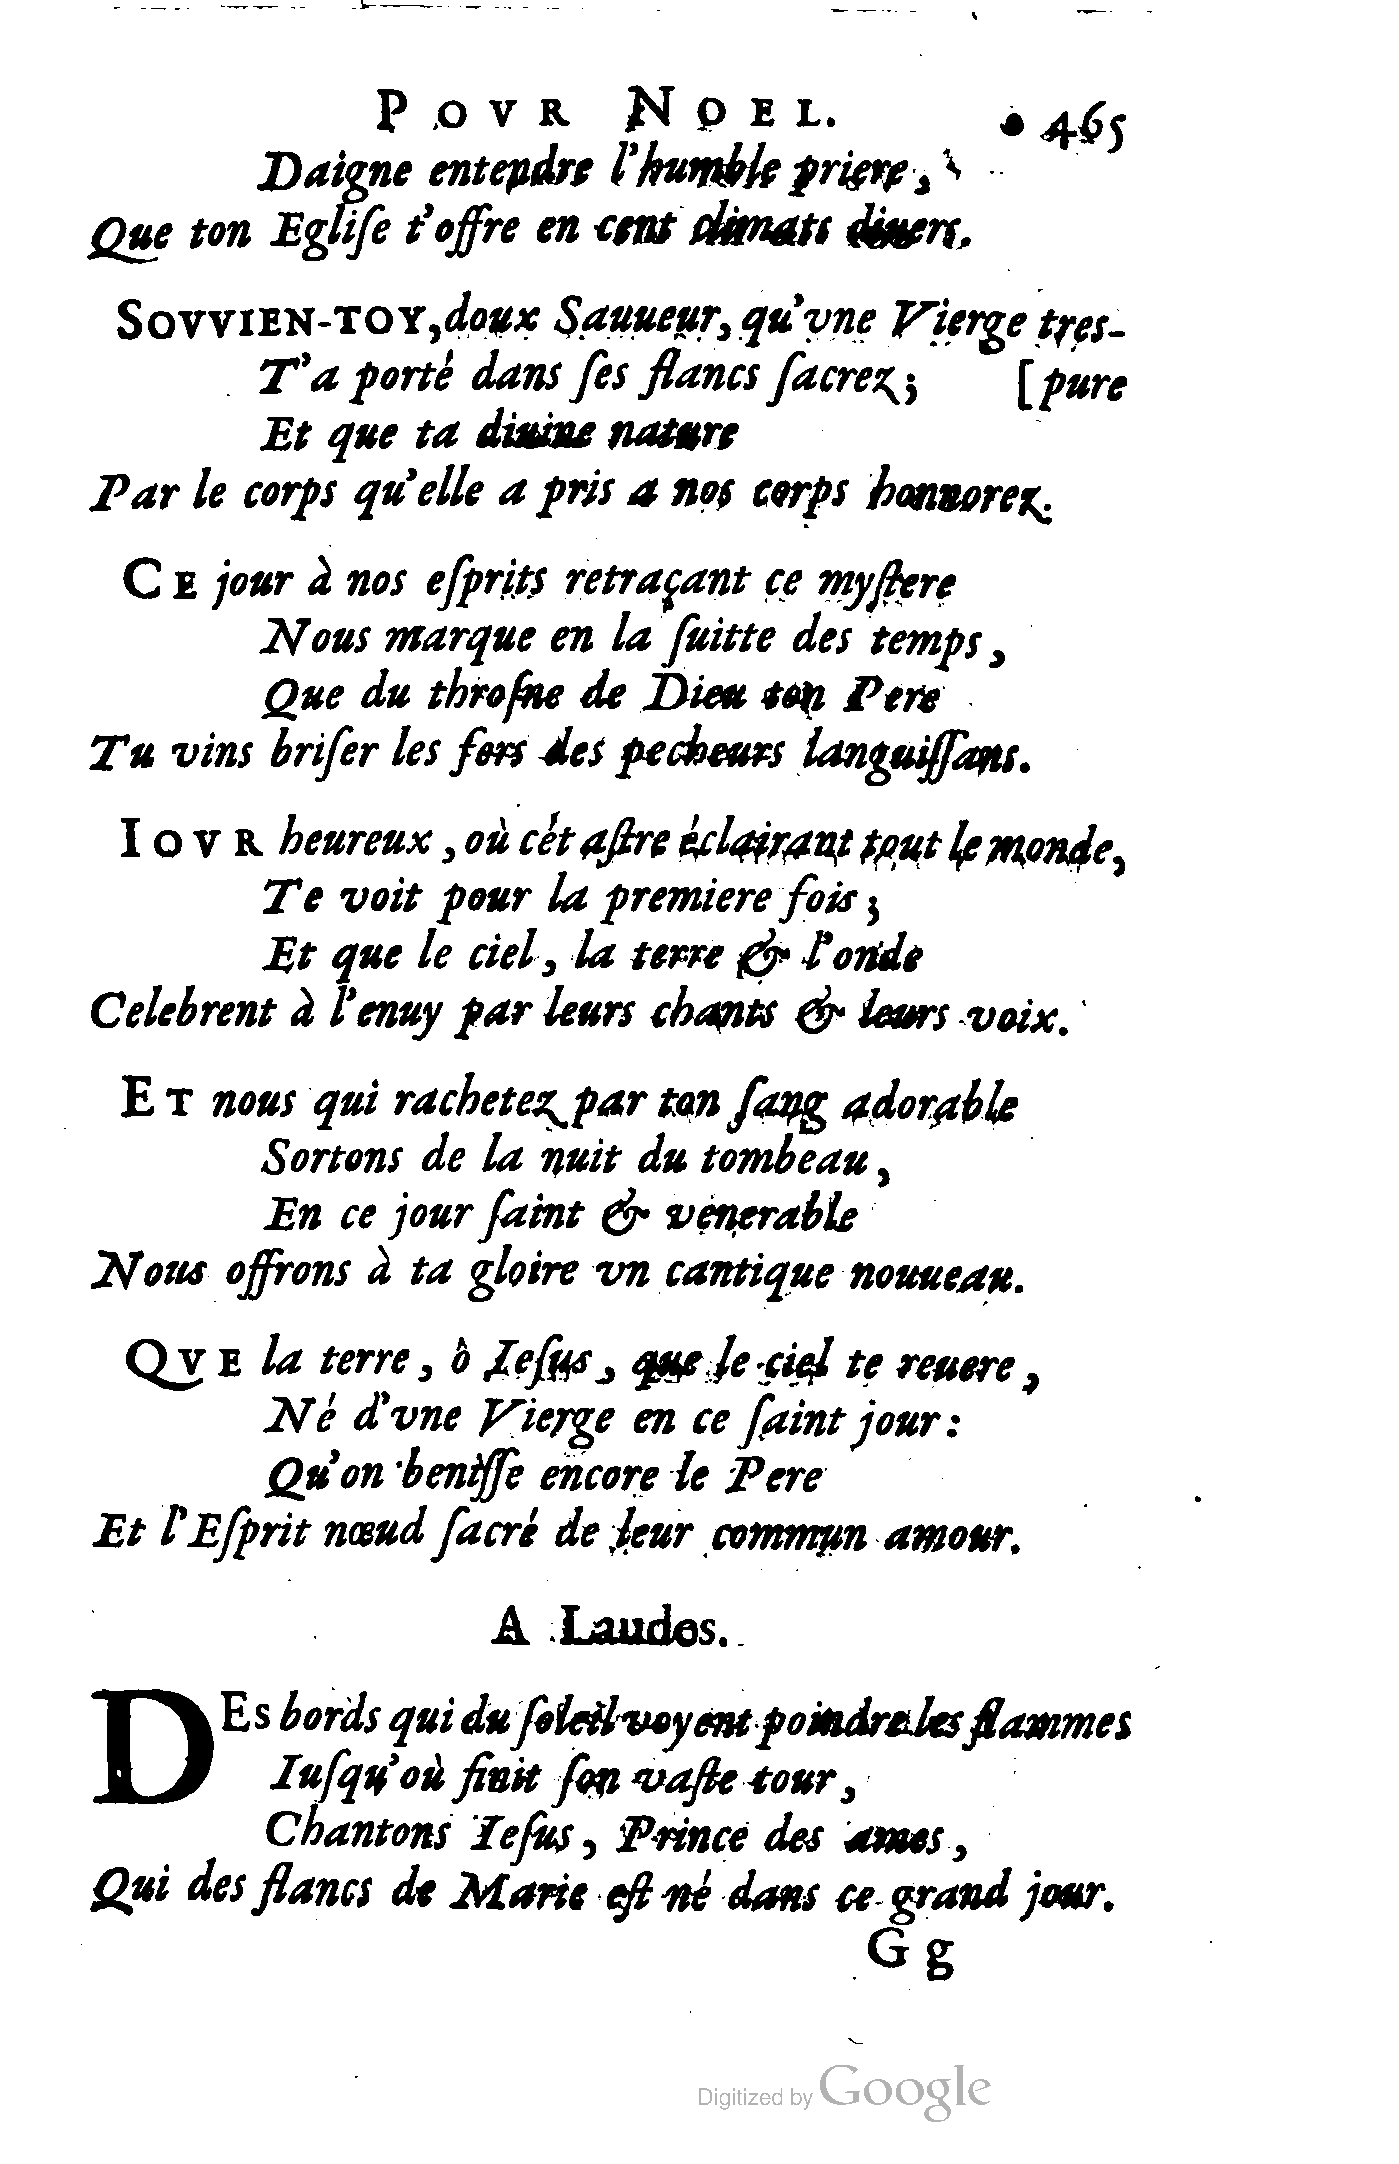 POVR NOEL. 465
Daigne entendre l'humble priere,
Que ton Egliſe t'offre en cent climats diuers.
SOVVIEN-TOY, doux Sauueur, qu'vne Vierge tres-
T'a porté dans ſes flancs ſacrez; [pure
Et que ta diuine nature
Par le corps qu'elle a pris a nos corps honnorez.
CE jour à nos eſprits retraçant ce myſtere
Nous marque en la ſuitte des temps,
Que du throſne de Dieu ton Pere
Tu vins briſer les fers des pecheurs languiſſans.
IOVR heureux, où cét aſtre éclairant tout le monde,
Te voit pour la premiere fois;
Et que le ciel, la terre & l'onde
Celebrent à l'enuy par leurs chants & leurs voix.
ET nous qui rachetez par ton ſang adorable
Sortons de la nuit du tombeau,
En ce jour ſaint & venerable
Nous offrons à ta gloire vn cantique nouueau.
QVE la terre, ô Ieſus, que le ciel te reuere,
Né d'vne Vierge en ce ſaint jour:
Qu'on beniſſe encore le Pere
Et l'Eſprit nœud ſacré de leur commun amour.
A Laudes.
DEs bords qui du ſoleil voyent poindre les flammes
Iuſqu'où finit ſon vaſte tour,
Chantons Ieſus, Prince des ames,
Qui des flancs de Marie eſt né dans ce grand jour.
Gg
Digitized by Google